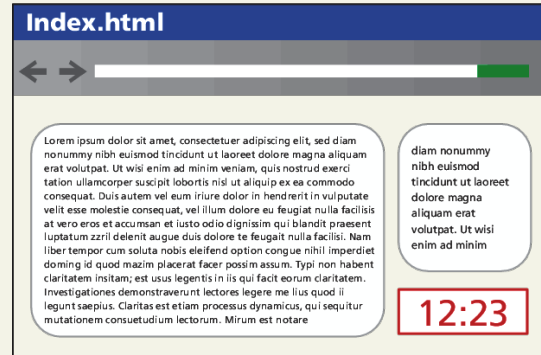 Index.html
Lorem ipsum dolor sit amet, consectetuer adipiscing elit, sed diam
nonummy nibh euismod tincidunt ut laoreet dolore magna aliquam
erat volutpat. Ut wisi enim ad minim veniam, quis nostrud exerci
tation ullamcorper suscipit lobortis nisl ut aliquip ex ea commodo
consequat. Duis autem vel eum iriure dolor in hendrerit in vulputate
velit esse molestie consequat, vel illum dolore eu feugiat nulla facilisis
at vero eros et accumsan et iusto odio dignissim qui blandit praesent
luptatum zzril delenit augue duis dolore te feugait nulla facilisi. Nam
liber tempor cum soluta nobis eleifend option congue nihil imperdiet
doming id quod mazim placerat facer possim assum. Typi non habent
claritatem insitam; est usus legentis in iis qui facit eorum claritatem.
Investigationes demonstraverunt lectores legere me lius quod ii
legunt saepius. Claritas est etiam processus dynamicus, qui sequitur
mutationem consuetudium lectorum. Mirum est notare
diam nonummy
nibh euismod
tincidunt ut laoreet
dolore magna
aliquam erat
volutpat. Ut wisi
enim ad minim
12:23